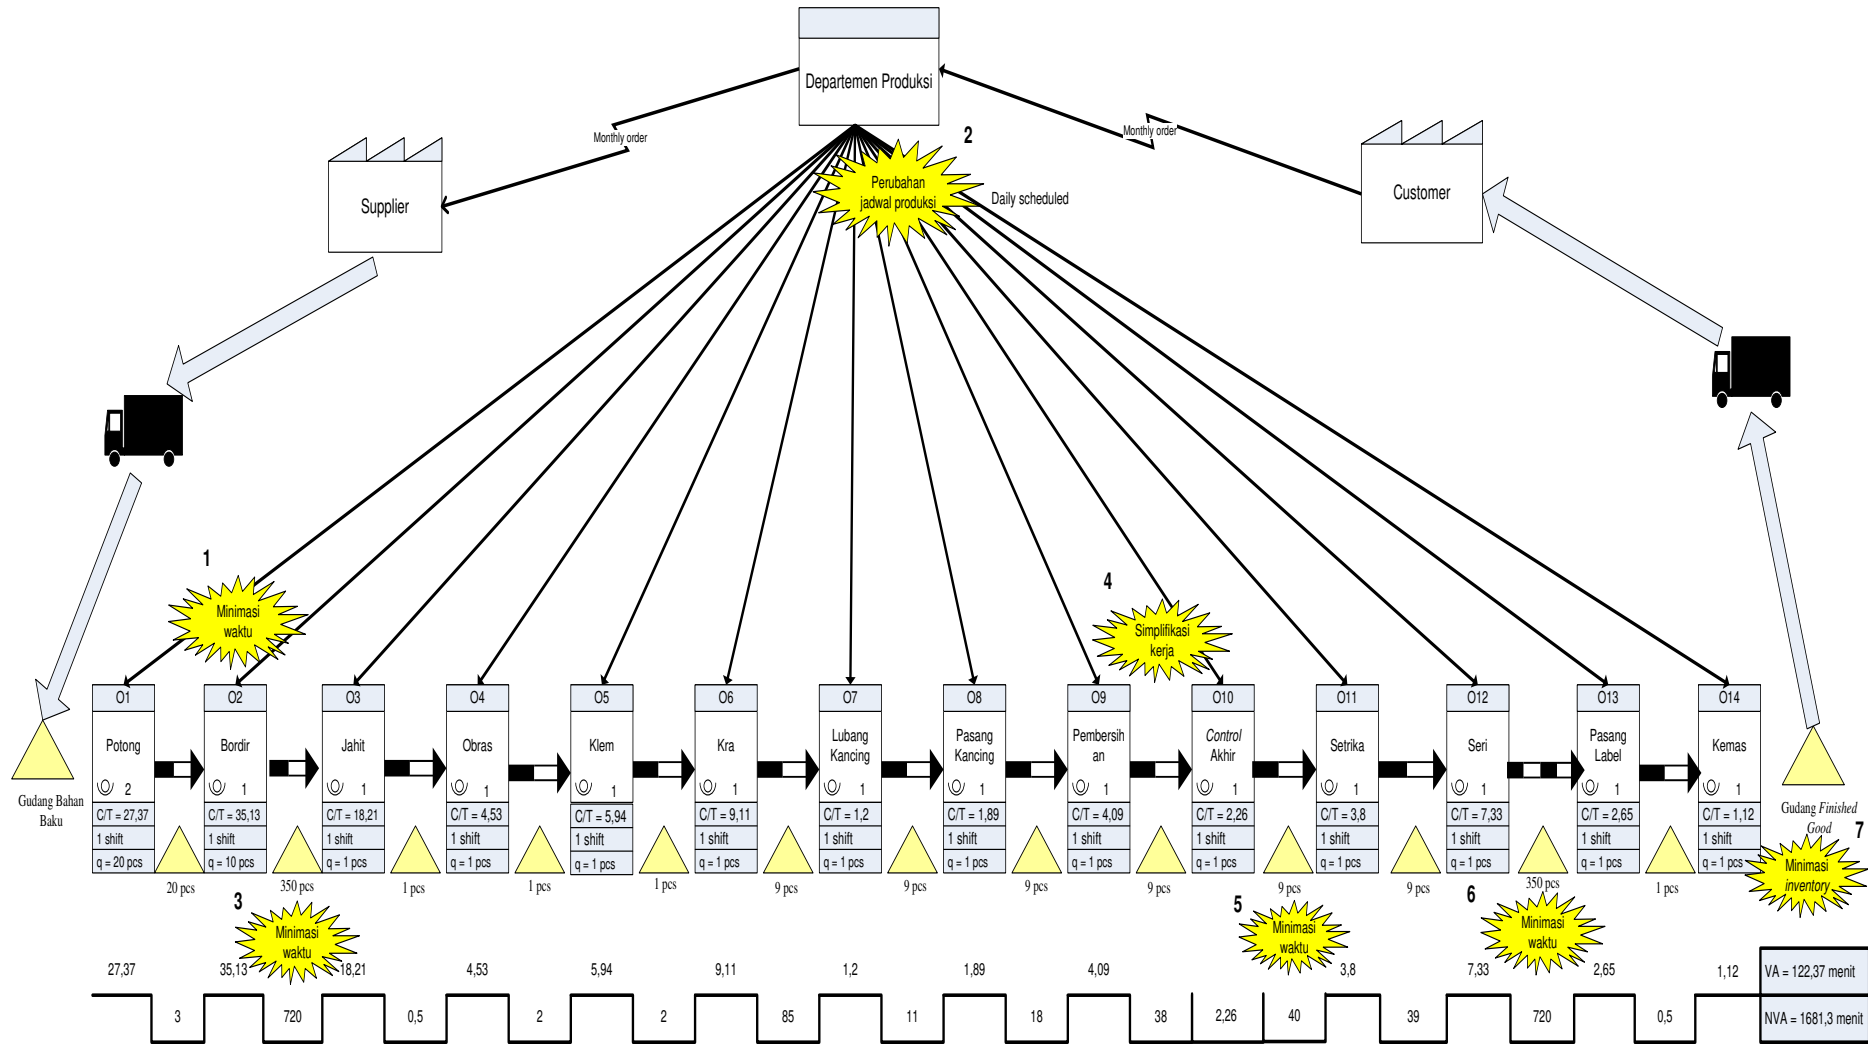 Departemen Produksi
Monthly order
Monthly order
2
Perubahan
jadwal produksi
Daily scheduled
Supplier
Customer
1
Minimasi
waktu
4
Simplifikasi
kerja
O1
O2
O3
O4
O5
O6
O7
O8
O9
O10
O11
O12
O13
O14
Potong
Bordir
Jahit
Obras
Klem
Kra
Lubang
Kancing
Pasang
Kancing
Pembersih
an
Control
Akhir
Setrika
Seri
Pasang
Label
Kemas
2
1
1
1
1
1
1
1
1
1
1
1
1
1
Gudang Bahan
Baku
Gudang Finished
Good
C/T = 27,37
C/T = 35,13
C/T = 18,21
C/T = 4,53
C/T = 5,94
C/T = 9,11
C/T = 1,2
C/T = 1,89
C/T = 4,09
C/T = 2,26
C/T = 3,8
C/T = 7,33
C/T = 2,65
C/T = 1,12
1 shift
1 shift
1 shift
1 shift
1 shift
1 shift
1 shift
1 shift
1 shift
1 shift
1 shift
1 shift
1 shift
1 shift
q = 20 pcs
q = 10 pcs
q = 1 pcs
q = 1 pcs
q = 1 pcs
q = 1 pcs
q = 1 pcs
q = 1 pcs
q = 1 pcs
q = 1 pcs
q = 1 pcs
q = 1 pcs
q = 1 pcs
q = 1 pcs
7
Minimasi
inventory
20 pcs
350 pcs
1 pcs
1 pcs
1 pcs
9 pcs
9 pcs
9 pcs
9 pcs
9 pcs
9 pcs
350 pcs
1 pcs
3
Minimasi
waktu
5
Minimasi
waktu
6
Minimasi
waktu
27,37
35,13
18,21
4,53
5,94
9,11
1,2
1,89
4,09
3,8
7,33
2,65
1,12
VA = 122,37 menit
3
720
0,5
2
2
85
11
18
38
2,26
40
39
720
0,5
NVA = 1681,3 menit